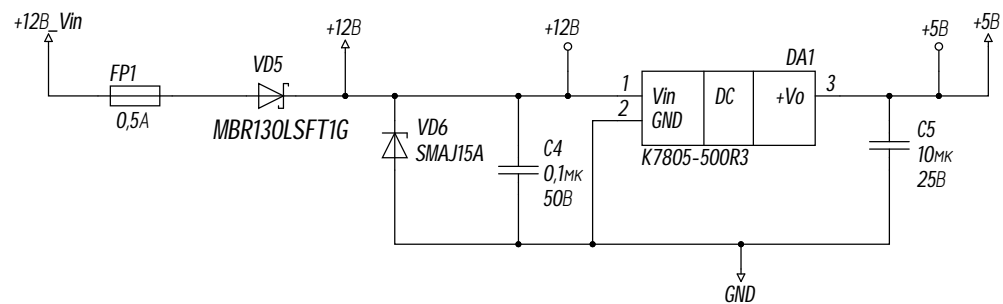 +12В_Vin
+12В
+12В
+5В
+5В
FP1
0,5А
VD5
MBR130LSFT1G
VD6
SMAJ15A
C4
0,1мк
50В
1
2
Vin
GND
DC
+Vo
DA1
3
K7805-500R3
C5
10мк
25В
GND